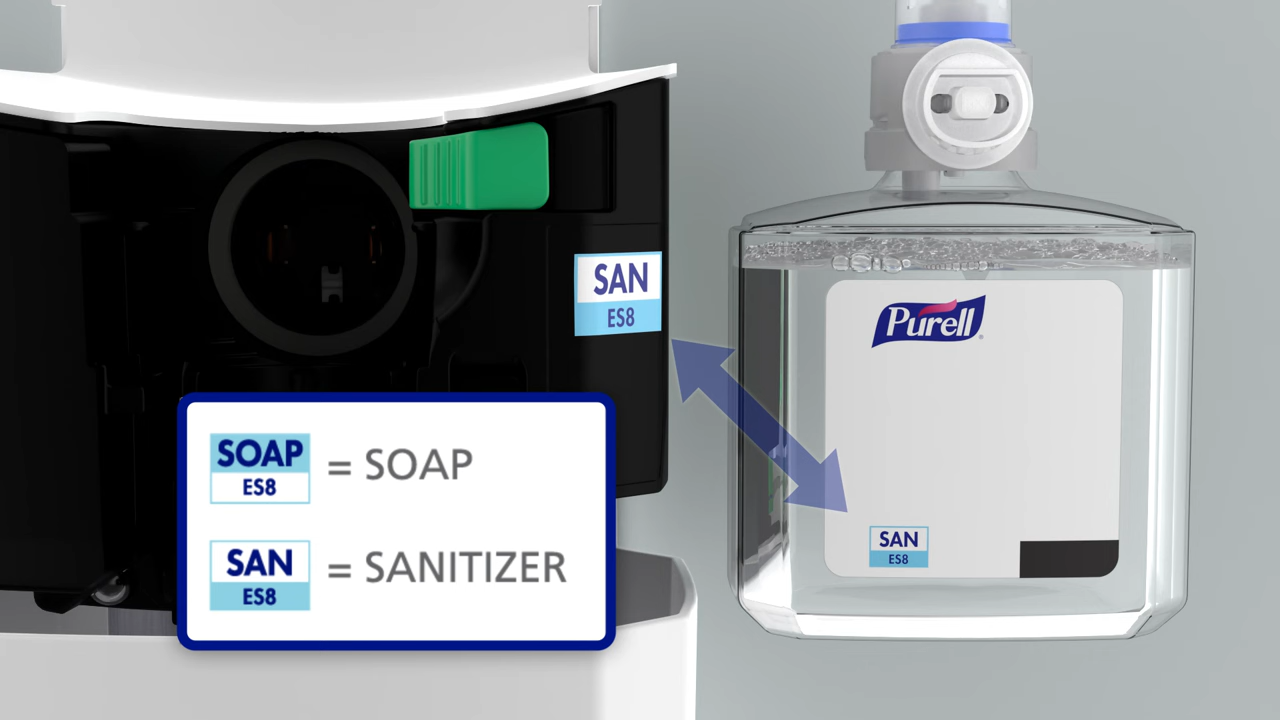 SAN
ES8
Purell®
SOAP
ES8
= SOAP
SAN
ES8
= SANITIZER
SAN
ES8